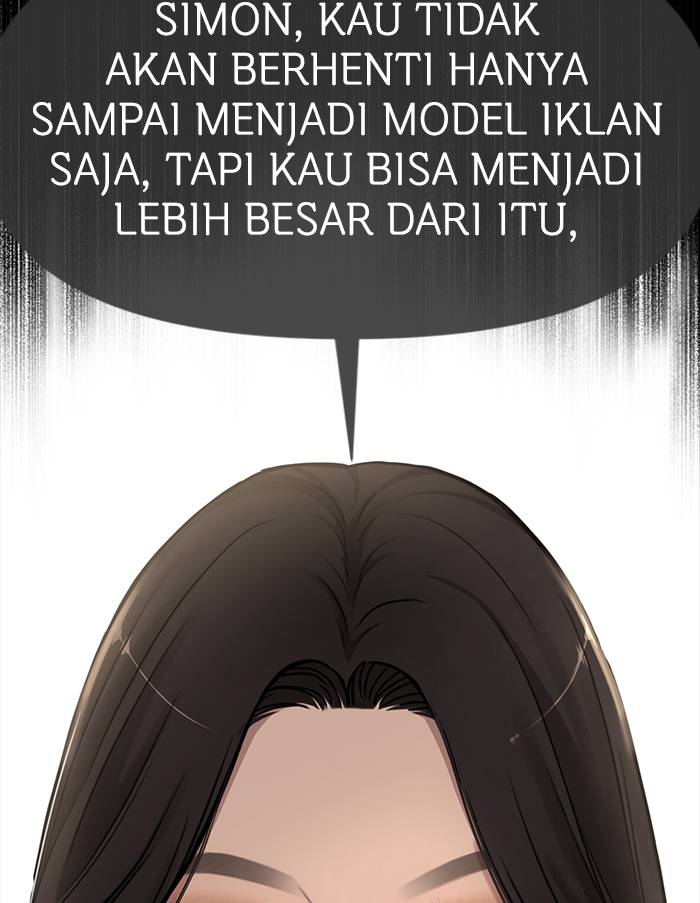 SIMON, KAU TIDAK
AKAN BERHENTI HANYA
SAMPAI MENJADI MODEL IKLAN
SAJA, TAPI KAU BISA MENJADI
LEBIH BESAR DARI ITU,